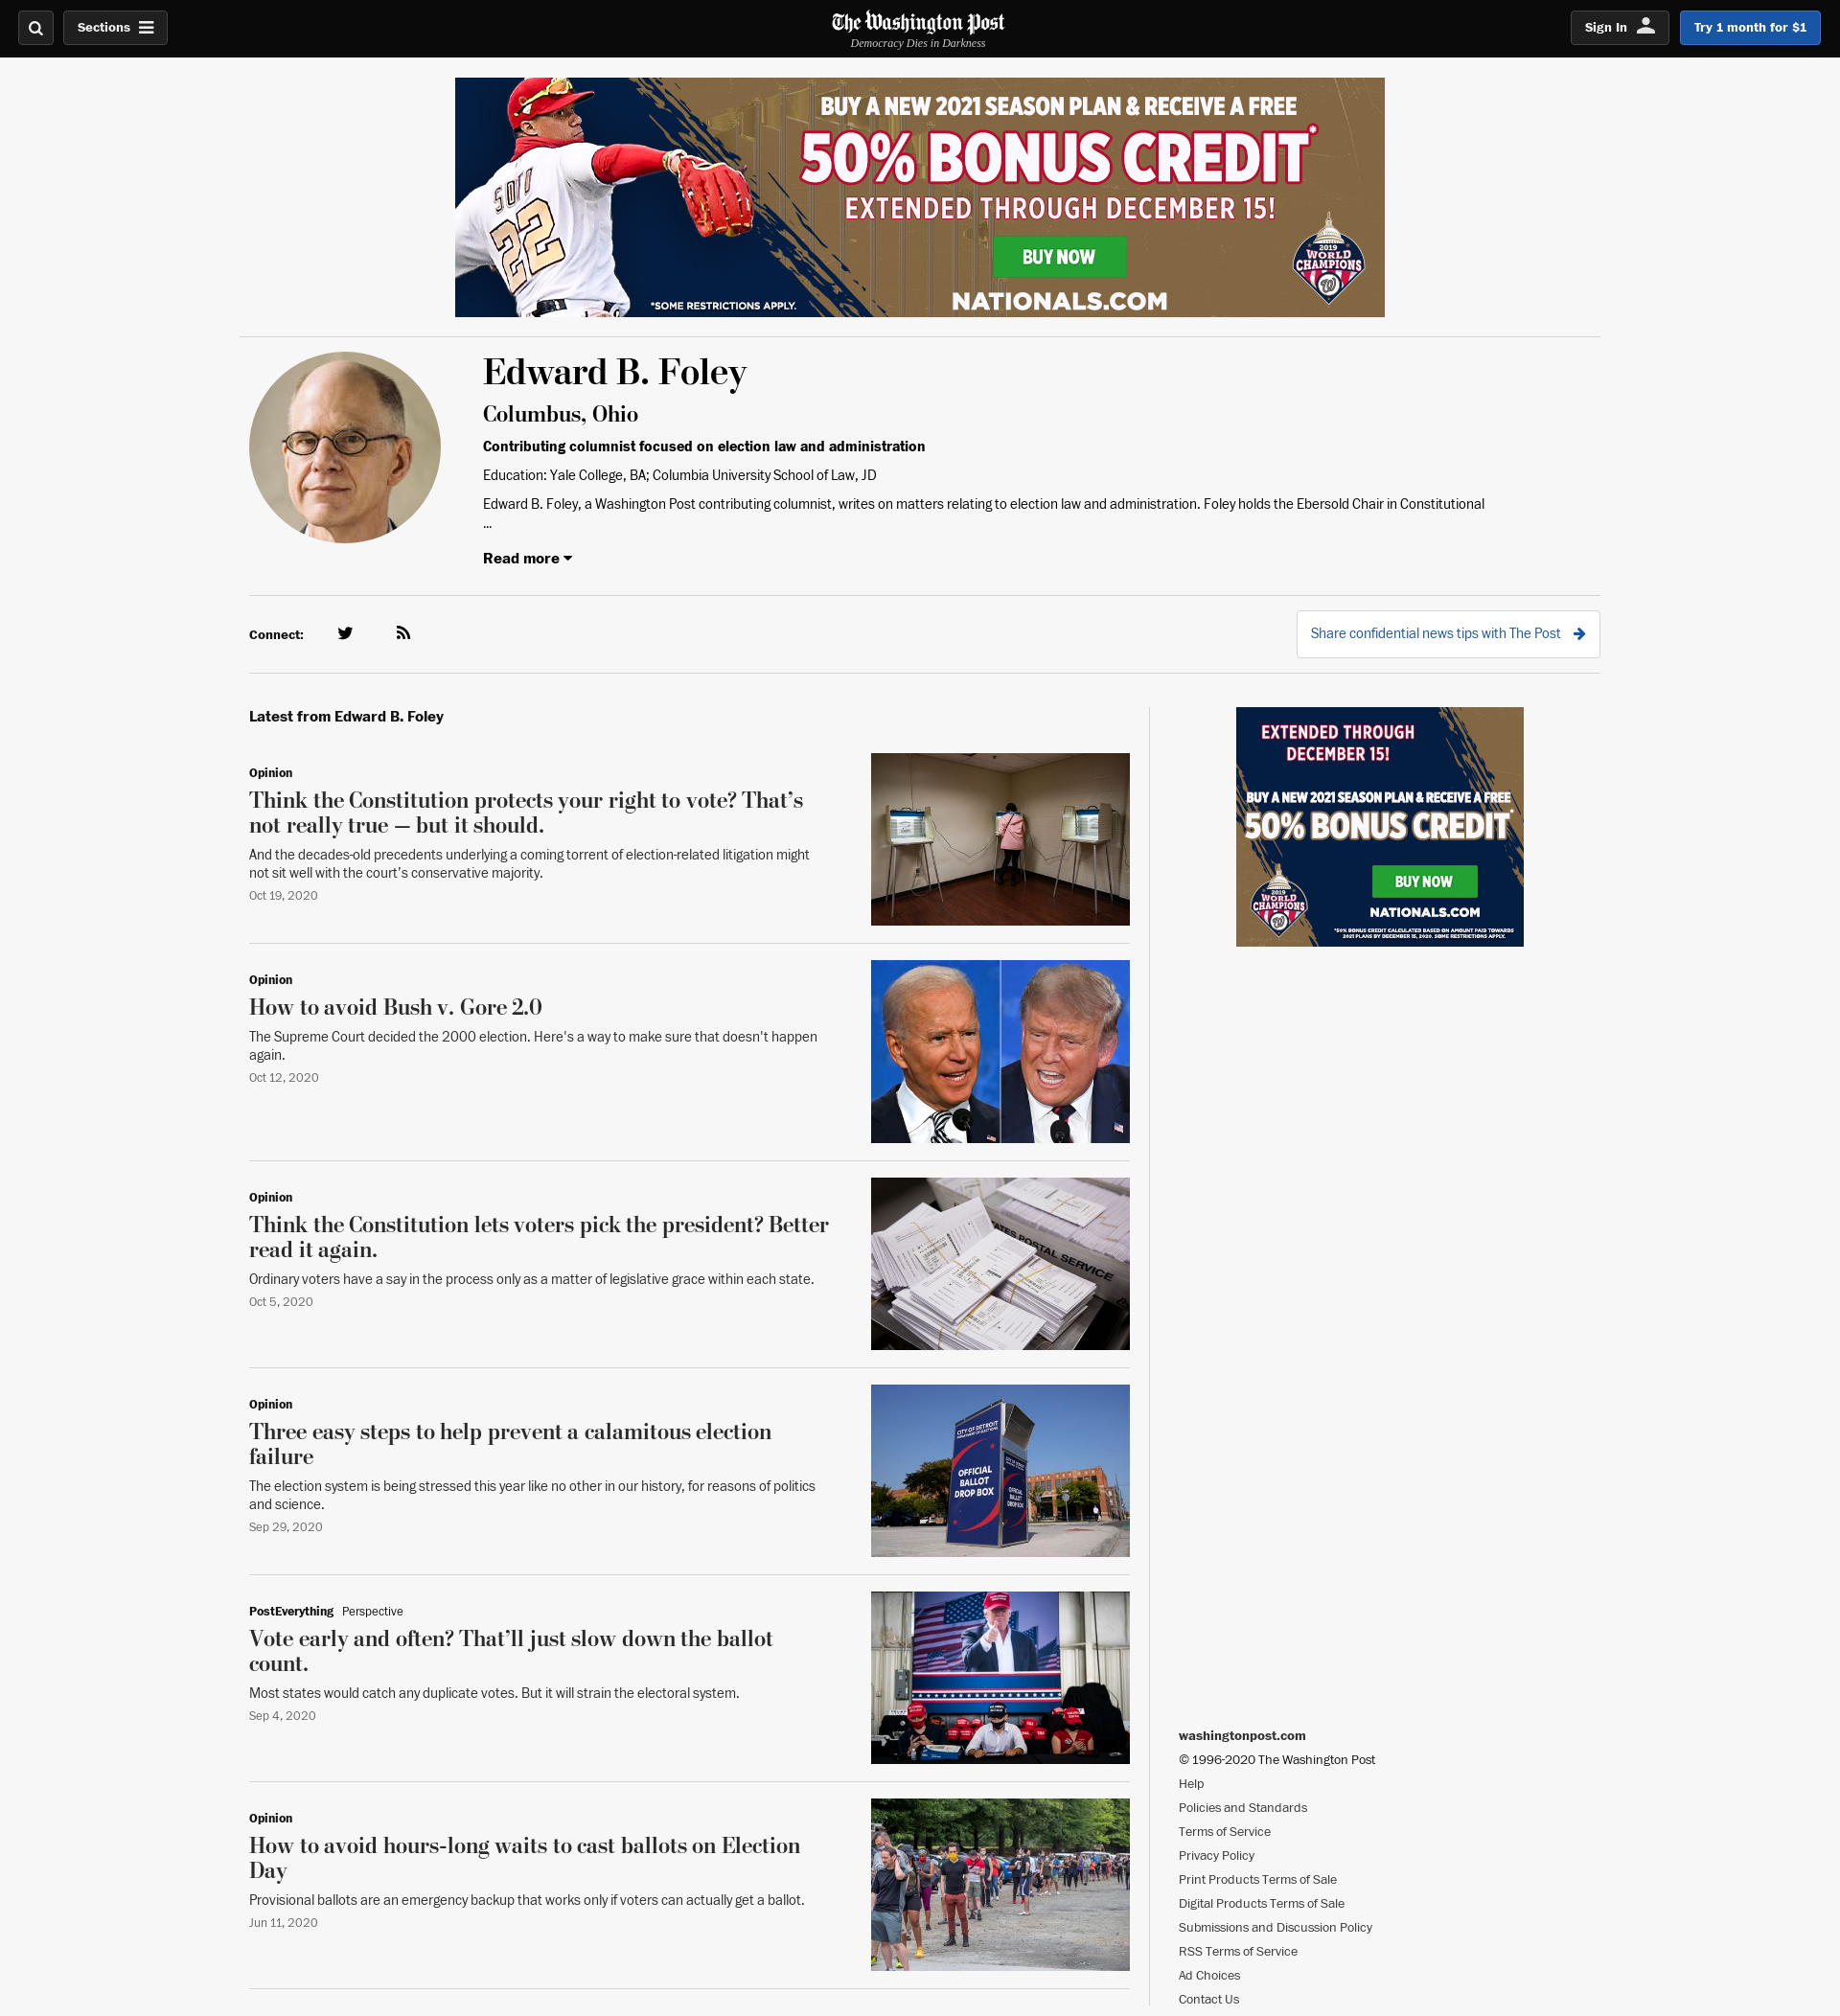 Sections
The Washington Post
Democracy Dies in Darkness
Sign In
Try 1 month for $1
SOTO
22
BUY A NEW 2021 SEASON PLAN & RECEIVE A FREE
50% BONUS CREDIT*
EXTENDED THROUGH DECEMBER 15!
BUY NOW
*SOME RESTRICTIONS APPLY.
NATIONALS.COM
2019
WORLD
CHAMPIONS
W
Edward B. Foley
Columbus, Ohio
Contributing columnist focused on election law and administration
Education: Yale College, BA; Columbia University School of Law, JD
Edward B. Foley, a Washington Post contributing columnist, writes on matters relating to election law and administration. Foley holds the Ebersold Chair in Constitutional
...
Read more
Connect:
Share confidential news tips with The Post
Latest from Edward B. Foley
Opinion
Think the Constitution protects your right to vote? That’s
not really true — but it should.
And the decades-old precedents underlying a coming torrent of election-related litigation might
not sit well with the court’s conservative majority.
Oct 19, 2020
Opinion
How to avoid Bush v. Gore 2.0
The Supreme Court decided the 2000 election. Here's a way to make sure that doesn't happen
again.
Oct 12, 2020
Opinion
Think the Constitution lets voters pick the president? Better
read it again.
Ordinary voters have a say in the process only as a matter of legislative grace within each state.
Oct 5, 2020
ATES POSTAL SERVICE
Opinion
Three easy steps to help prevent a calamitous election
failure
The election system is being stressed this year like no other in our history, for reasons of politics
and science.
Sep 29, 2020
CITY OF DETROIT
DEPARTMENT OF ELECTIONS
OFFICIAL
BALLOT
DROP BOX
OFFICIAL
BALLOT
DROP BOX
PostEverything Perspective
Vote early and often? That’ll just slow down the ballot
count.
Most states would catch any duplicate votes. But it will strain the electoral system.
Sep 4, 2020
Opinion
How to avoid hours-long waits to cast ballots on Election
Day
Provisional ballots are an emergency backup that works only if voters can actually get a ballot.
Jun 11, 2020
EXTENDED THROUGH
DECEMBER 15!
BUY A NEW 2021 SEASON PLAN & RECEIVE A FREE
50% BONUS CREDIT*
BUY NOW
NATIONALS.COM
2019
WORLD
CHAMPIONS
W
*50% BONUS CREDIT CALCULATED BASED ON AMOUNT PAID TOWARDS
2021 PLANS BY DECEMBER 15, 2020. SOME RESTRICTIONS APPLY.
washingtonpost.com
© 1996-2020 The Washington Post
Help
Policies and Standards
Terms of Service
Privacy Policy
Print Products Terms of Sale
Digital Products Terms of Sale
Submissions and Discussion Policy
RSS Terms of Service
Ad Choices
Contact Us